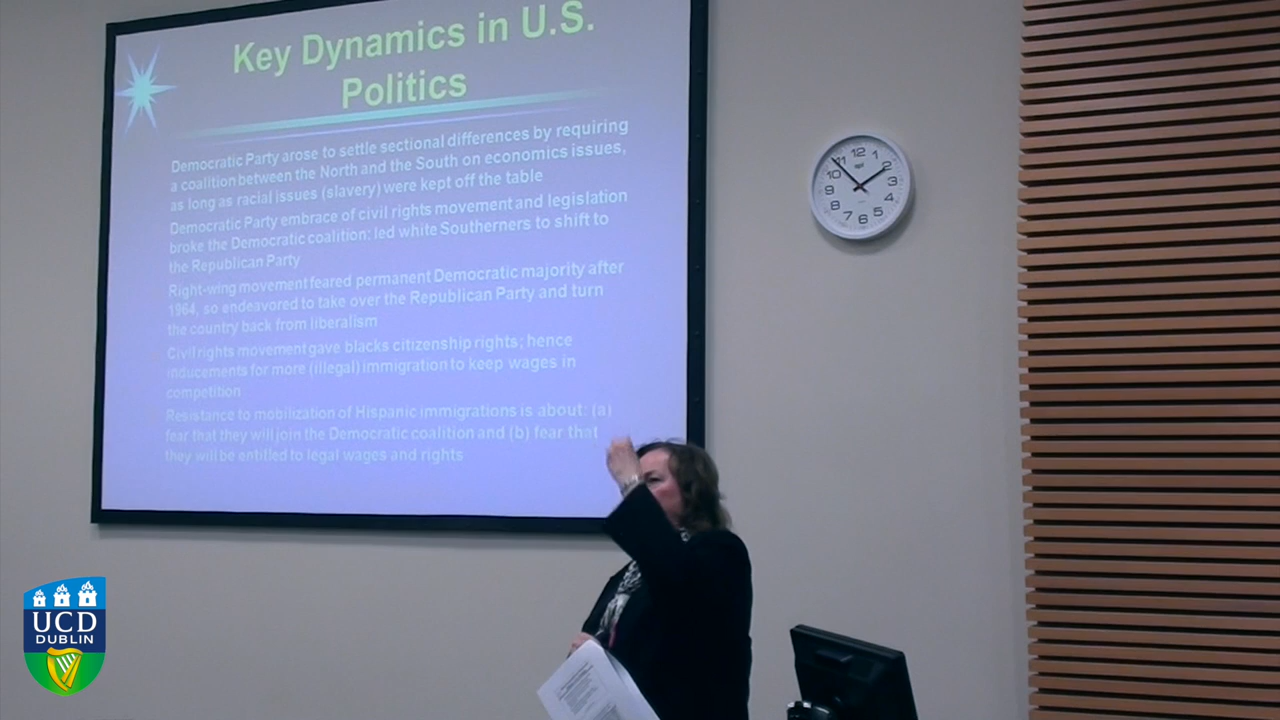 Key Dynamics in U.S.
Politics
Democratic Party arose to settle sectional differences by requiring
a coalition between the North and the South on economics issues,
as long as racial issues (slavery) were kept off the table
Democratic Party embrace of civil rights movement and legislation
broke the Democratic coalition; led white Southerners to shift to
the Republican Party
Right-wing movement feared permanent Democratic majority after
1964, so endeavored to take over the Republican Party and turn
the country back from liberalism
Civil rights movement gave blacks citizenship rights; hence
inducements for more (illegal) immigration to keep wages in
competition
Resistance to mobilization of Hispanic immigrations is about: (a)
fear that they will join the Democratic coalition and (b) fear that
they will be entitled to legal wages and rights
12
1
2
3
4
5
6
7
8
9
10
11
UCD
DUBLIN